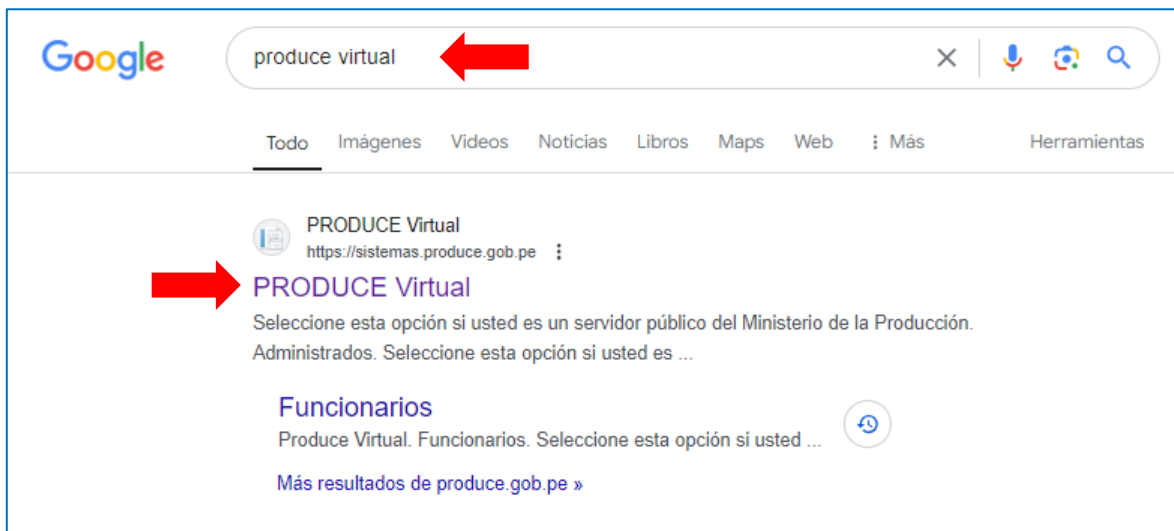 Google
produce virtual
Todo Imágenes Videos Noticias Libros Maps Web Más Herramientas
PRODUCE Virtual
https://sistemas.produce.gob.pe
PRODUCE Virtual
Seleccione esta opción si usted es un servidor público del Ministerio de la Producción.
Administrados. Seleccione esta opción si usted es ...
Funcionarios
Produce Virtual. Funcionarios. Seleccione esta opción si usted ...
Más resultados de produce.gob.pe »